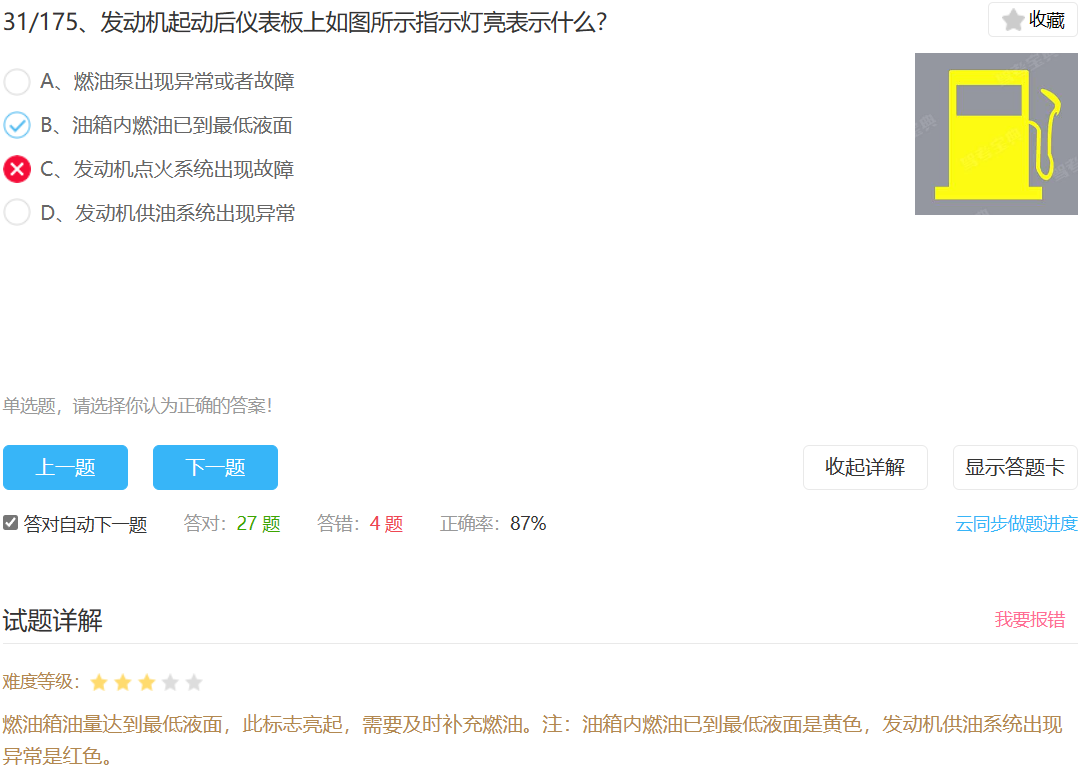 31/175、发动机起动后仪表板上如图所示指示灯亮表示什么?
收藏
A、燃油泵出现异常或者故障
B、油箱内燃油已到最低液面
C、发动机点火系统出现故障
D、发动机供油系统出现异常
单选题，请选择你认为正确的答案!
上一题
下一题
收起详解
显示答题卡
答对自动下一题 答对：27 题 答错：4 题 正确率：87%
云同步做题进度
试题详解
我要报错
难度等级：
燃油箱油量达到最低液面，此标志亮起，需要及时补充燃油。注：油箱内燃油已到最低液面是黄色，发动机供油系统出现
异常是红色。